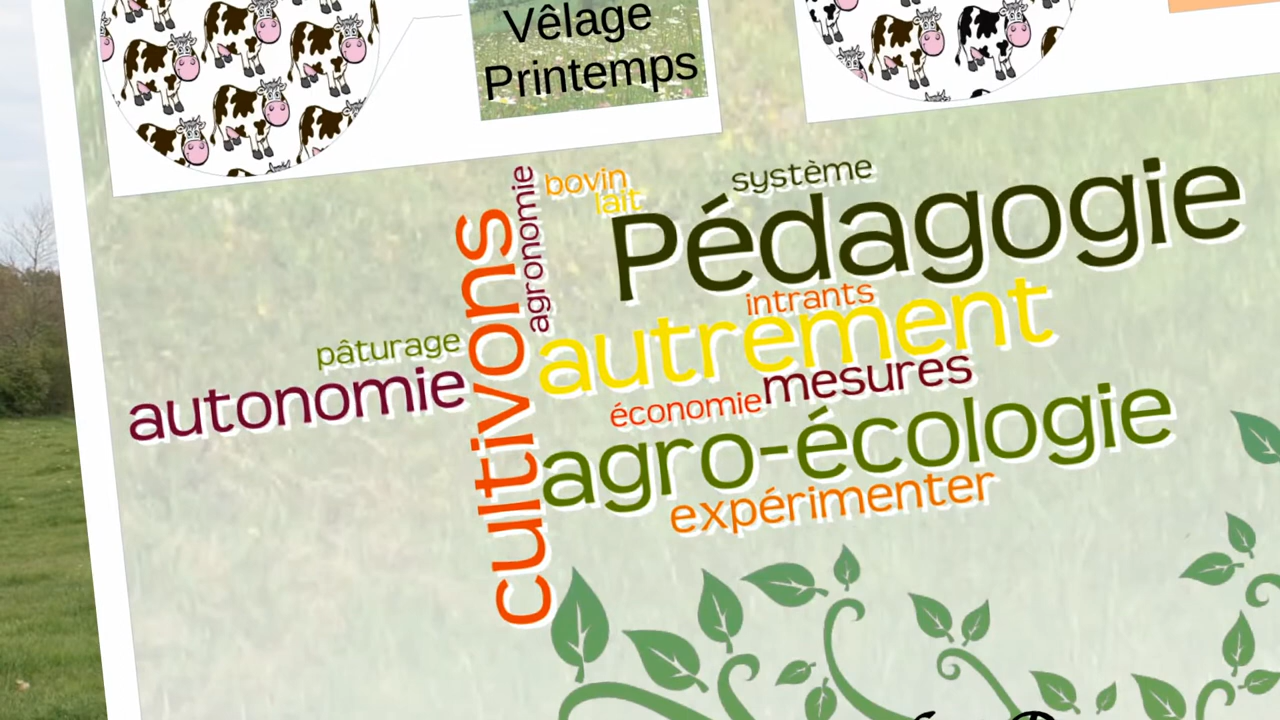 Vêlage
Printemps
bovin
lait
système
Pédagogie
agronomie
cultivons
intrants
autrement
pâturage
autonomie
mesures
économie
agro-écologie
expérimenter